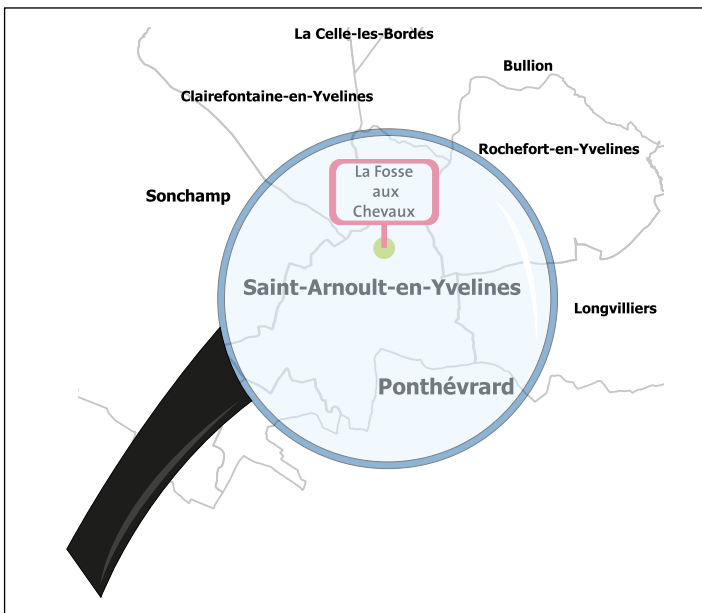 La Celle-les-Bordes
Bullion
Clairefontaine-en-Yvelines
Rochefort-en-Yvelines
La Fosse
aux
Chevaux
Sonchamp
Saint-Arnoult-en-Yvelines
Longvilliers
Ponthévrard